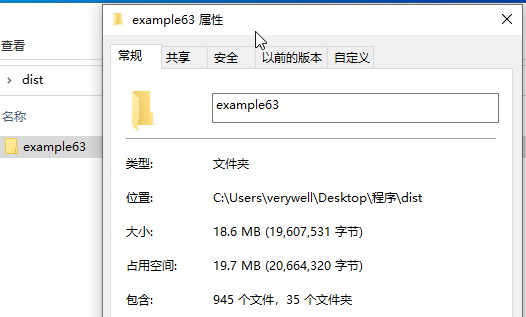 example63 属性
查看
常规 共享 安全 以前的版本 自定义
dist
example63
名称
example63
类型: 文件夹
位置: C:\Users\verywell\Desktop\程序\dist
大小: 18.6 MB (19,607,531 字节)
占用空间: 19.7 MB (20,664,320 字节)
包含: 945 个文件，35 个文件夹